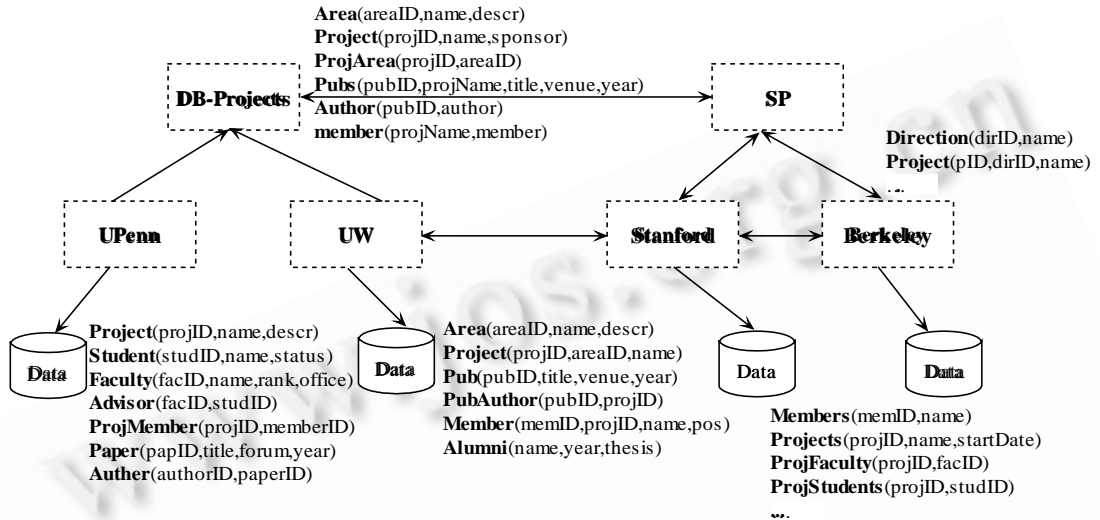 Area(areaID,name,descr)
Project(projID,name,sponsor)
ProjArea(projID,areaID)
Pubs(pubID,projName,title,venue,year)
Author(pubID,author)
member(projName,member)
DB-Projects
SP
Direction(dirID,name)
Project(pID,dirID,name)
...
UPenn
UW
Stanford
Berkeley
Data
Project(projID,name,descr)
Student(studID,name,status)
Faculty(facID,name,rank,office)
Advisor(facID,studID)
ProjMember(projID,memberID)
Paper(papID,title,forum,year)
Auther(authorID,paperID)
Data
Area(areaID,name,descr)
Project(projID,areaID,name)
Pub(pubID,title,venue,year)
PubAuthor(pubID,projID)
Member(memID,projID,name,pos)
Alumni(name,year,thesis)
Data
Data
Members(memID,name)
Projects(projID,name,startDate)
ProjFaculty(projID,facID)
ProjStudents(projID,studID)
...
www.jos.org.cn